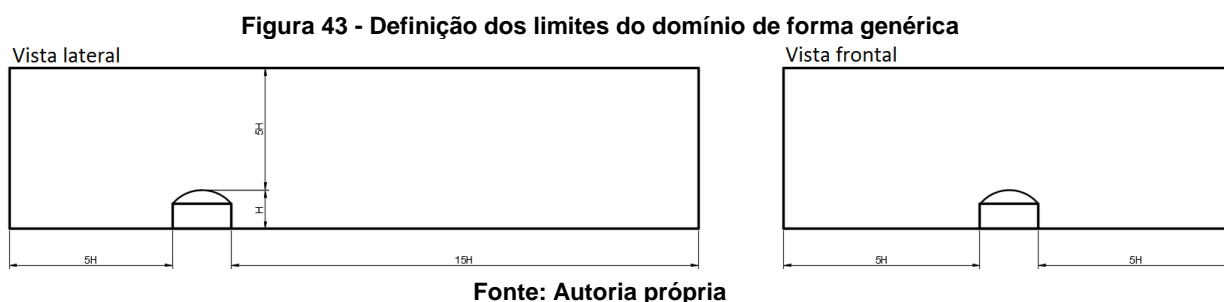 Figura 43 - Definição dos limites do domínio de forma genérica
Vista lateral
Vista frontal
5H
H
5H
15H
5H
5H
Fonte: Autoria própria